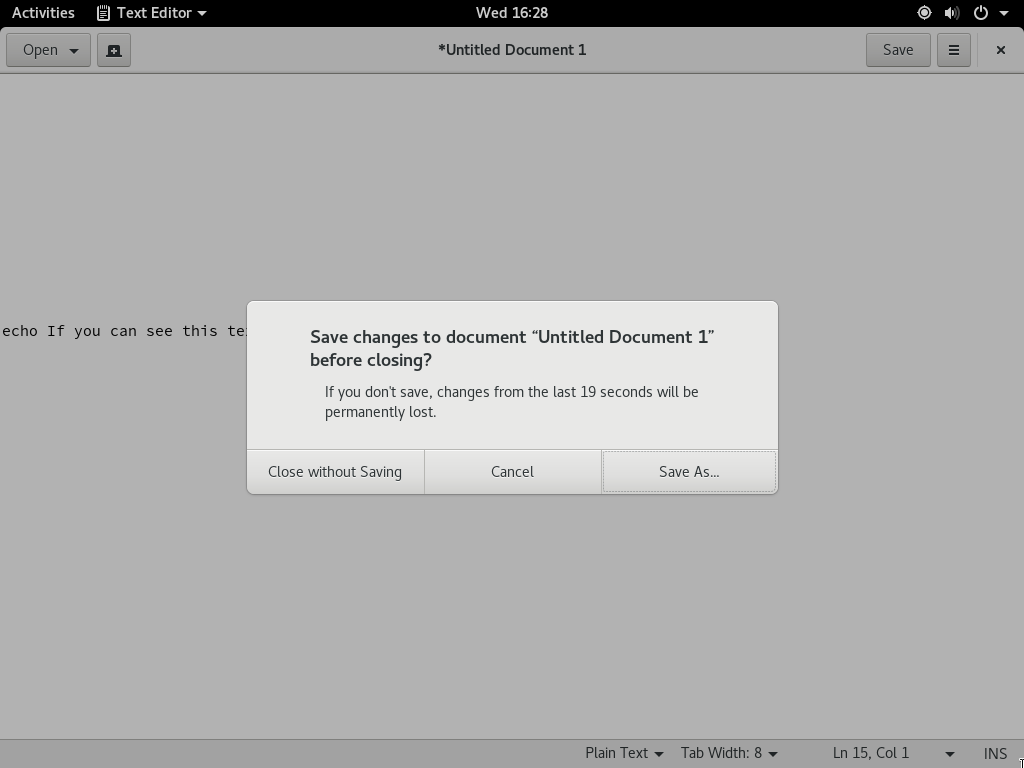 Activities Text Editor Wed 16:28
Open *Untitled Document 1 Save
echo If you can see this
Save changes to document “Untitled Document 1”
before closing?
If you don't save, changes from the last 19 seconds will be
permanently lost.
Close without Saving Cancel Save As...
Plain Text Tab Width: 8 Ln 15, Col 1 INS